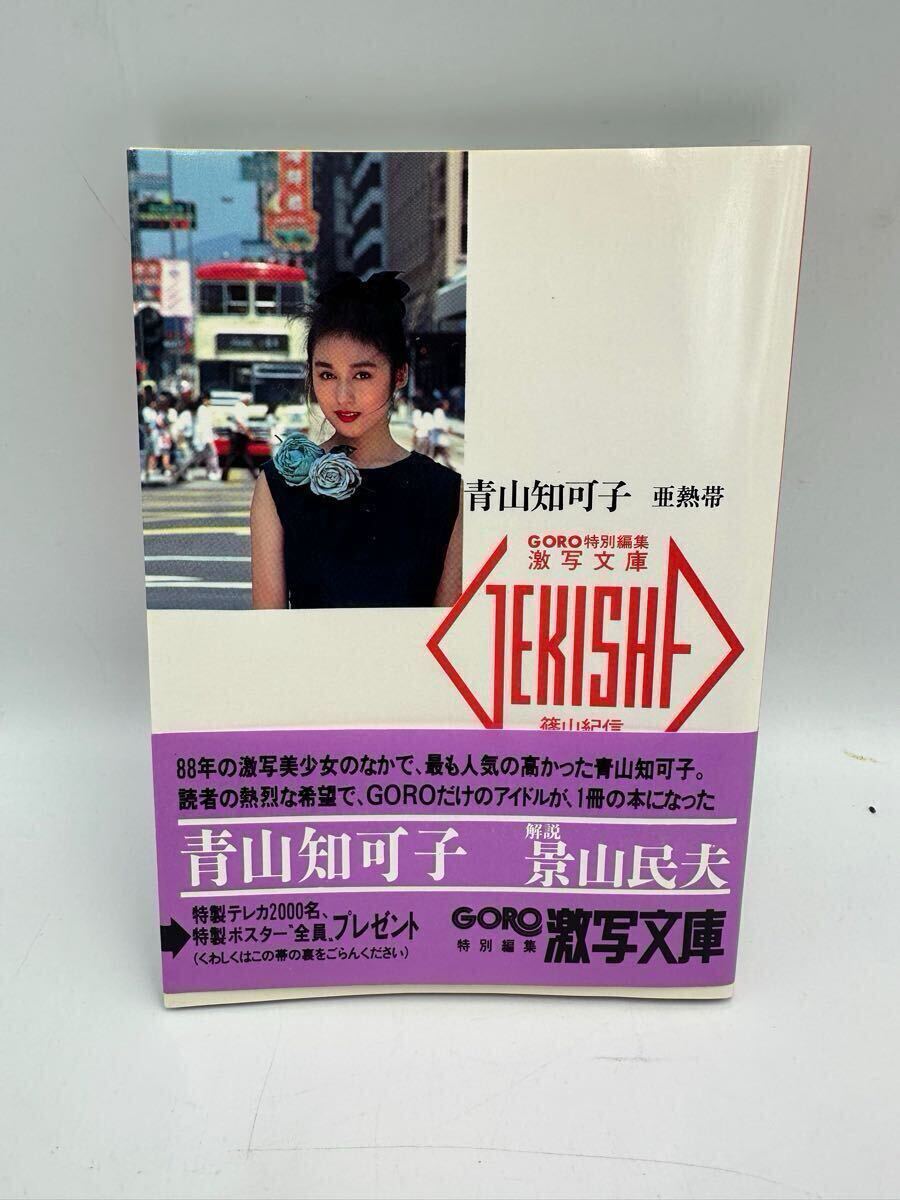 青山知可子 亜熱帯
GORO特別編集
激写文庫
GEKISHA
篠山紀信
88年の激写美少女のなかで、最も人気の高かった青山知可子。
読者の熱烈な希望で、GOROだけのアイドルが、1冊の本になった
青山知可子 解説 景山民夫
特製テレカ2000名、
特製ポスター〝全員〟プレゼント
(くわしくはこの帯の裏をごらんください)
GORO
特別編集
激写文庫